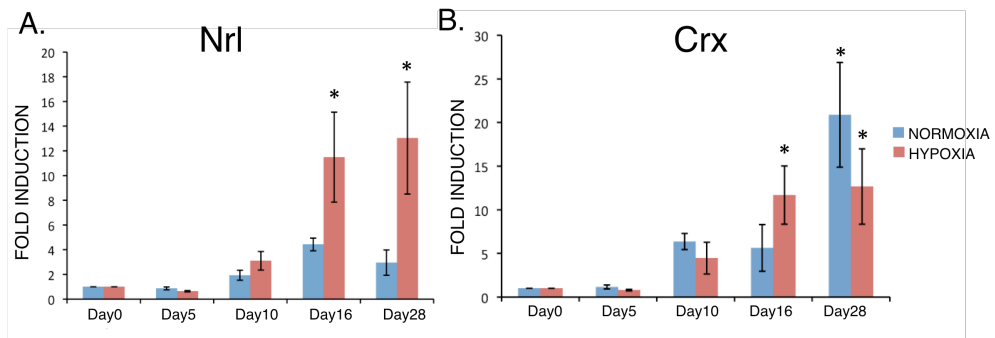 A.
Nrl
FOLD INDUCTION
20
18
16
14
12
10
8
6
4
2
0
*
*
Day0 Day5 Day10 Day16 Day28
B.
Crx
FOLD INDUCTION
30
25
20
15
10
5
0
*
*
*
Day0 Day5 Day10 Day16 Day28
NORMOXIA
HYPOXIA